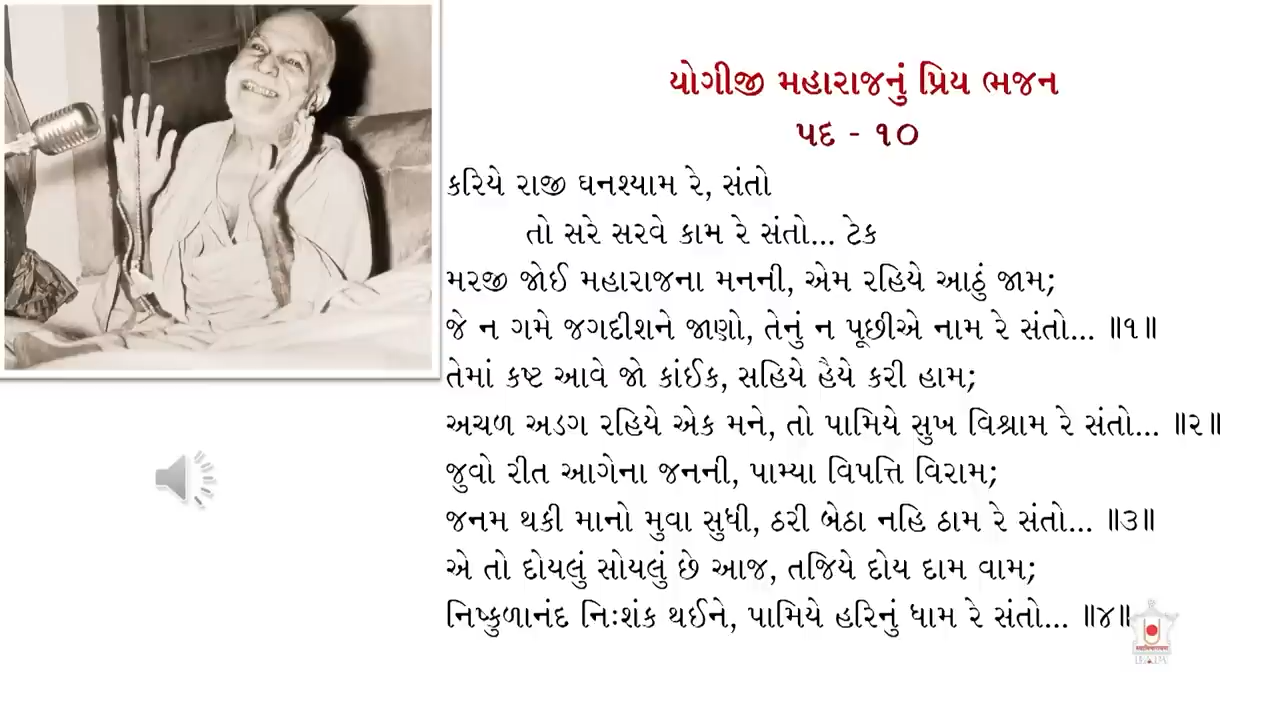 યોગીજી મહારાજનું પ્રિય ભજન
પદ - ૧૦
કરિયે રાજી ઘનશ્યામ રે, સંતો
તો સરે સરવે કામ રે સંતો... ટેક
મરજી જોઈ મહારાજના મનની, એમ રહિયે આઠું જામ;
જે ન ગમે જગદીશને જાણો, તેનું ન પૂછીએ નામ રે સંતો... ॥૧॥
તેમાં કષ્ટ આવે જો કાંઈક, સહિયે હૈયે કરી હામ;
અચળ અડગ રહિયે એક મને, તો પામિયે સુખ વિશ્રામ રે સંતો... ॥૨॥
જુવો રીત આગેના જનની, પામ્યા વિપત્તિ વિરામ;
જનમ થકી માનો મુવા સુધી, ઠરી બેઠા નહિ ઠામ રે સંતો... ॥૩॥
એ તો દોયલું સોયલું છે આજ, તજિયે દોય દામ વામ;
નિષ્કુળાનંદ નિઃશંક થઈને, પામિયે હરિનું ધામ રે સંતો... ॥૪॥